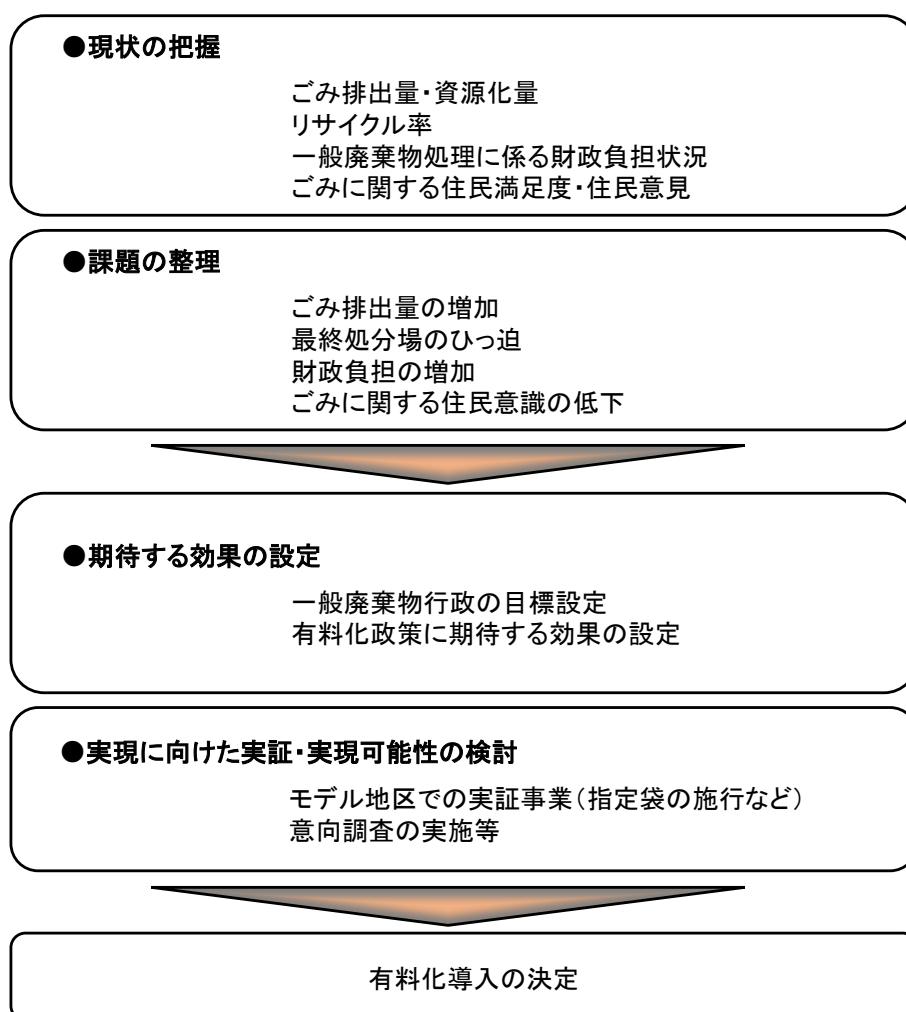 ●現状の把握
ごみ排出量・資源化量
リサイクル率
一般廃棄物処理に係る財政負担状況
ごみに関する住民満足度・住民意見
●課題の整理
ごみ排出量の増加
最終処分場のひっ迫
財政負担の増加
ごみに関する住民意識の低下
●期待する効果の設定
一般廃棄物行政の目標設定
有料化政策に期待する効果の設定
●実現に向けた実証・実現可能性の検討
モデル地区での実証事業（指定袋の施行など）
意向調査の実施等
有料化導入の決定